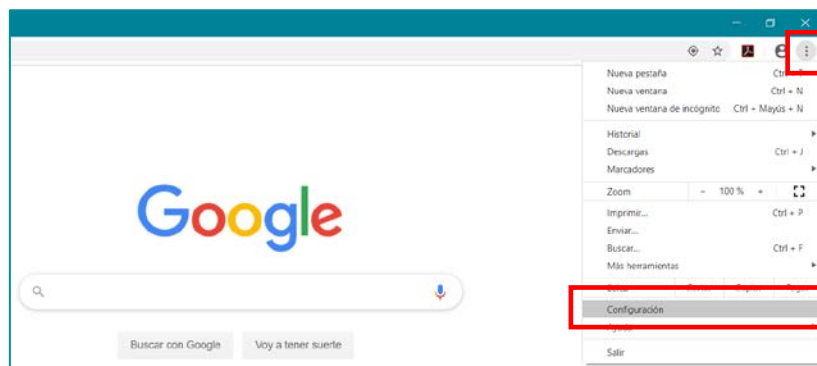 Nueva pestaña
Nueva ventana Ctrl + N
Nueva ventana de incógnito Ctrl + Mayús + N
Historial
Descargas Ctrl + J
Marcadores
Zoom - 100 % +
Imprimir... Ctrl + P
Enviar...
Buscar... Ctrl + F
Más herramientas
Configuración
Salir
Google
Buscar con Google Voy a tener suerte